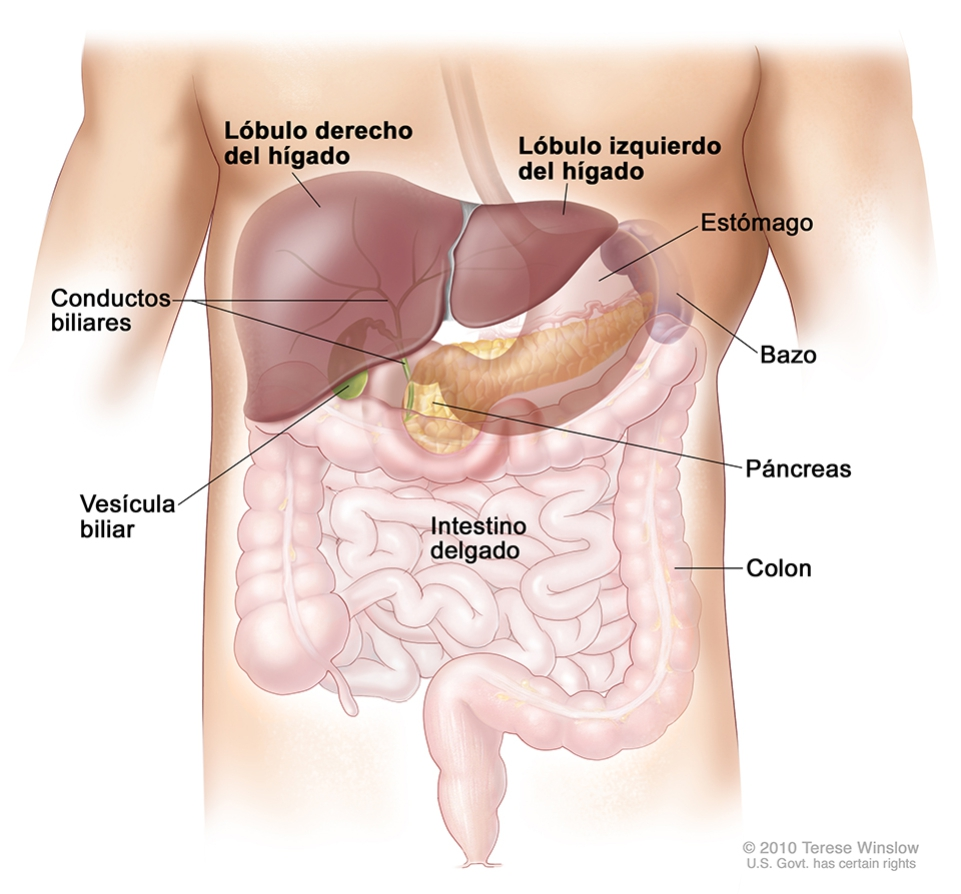 Lóbulo derecho
del hígado
Lóbulo izquierdo
del hígado
Estómago
Conductos
biliares
Bazo
Páncreas
Vesícula
biliar
Intestino
delgado
Colon
© 2010 Terese Winslow
U.S. Govt. has certain rights